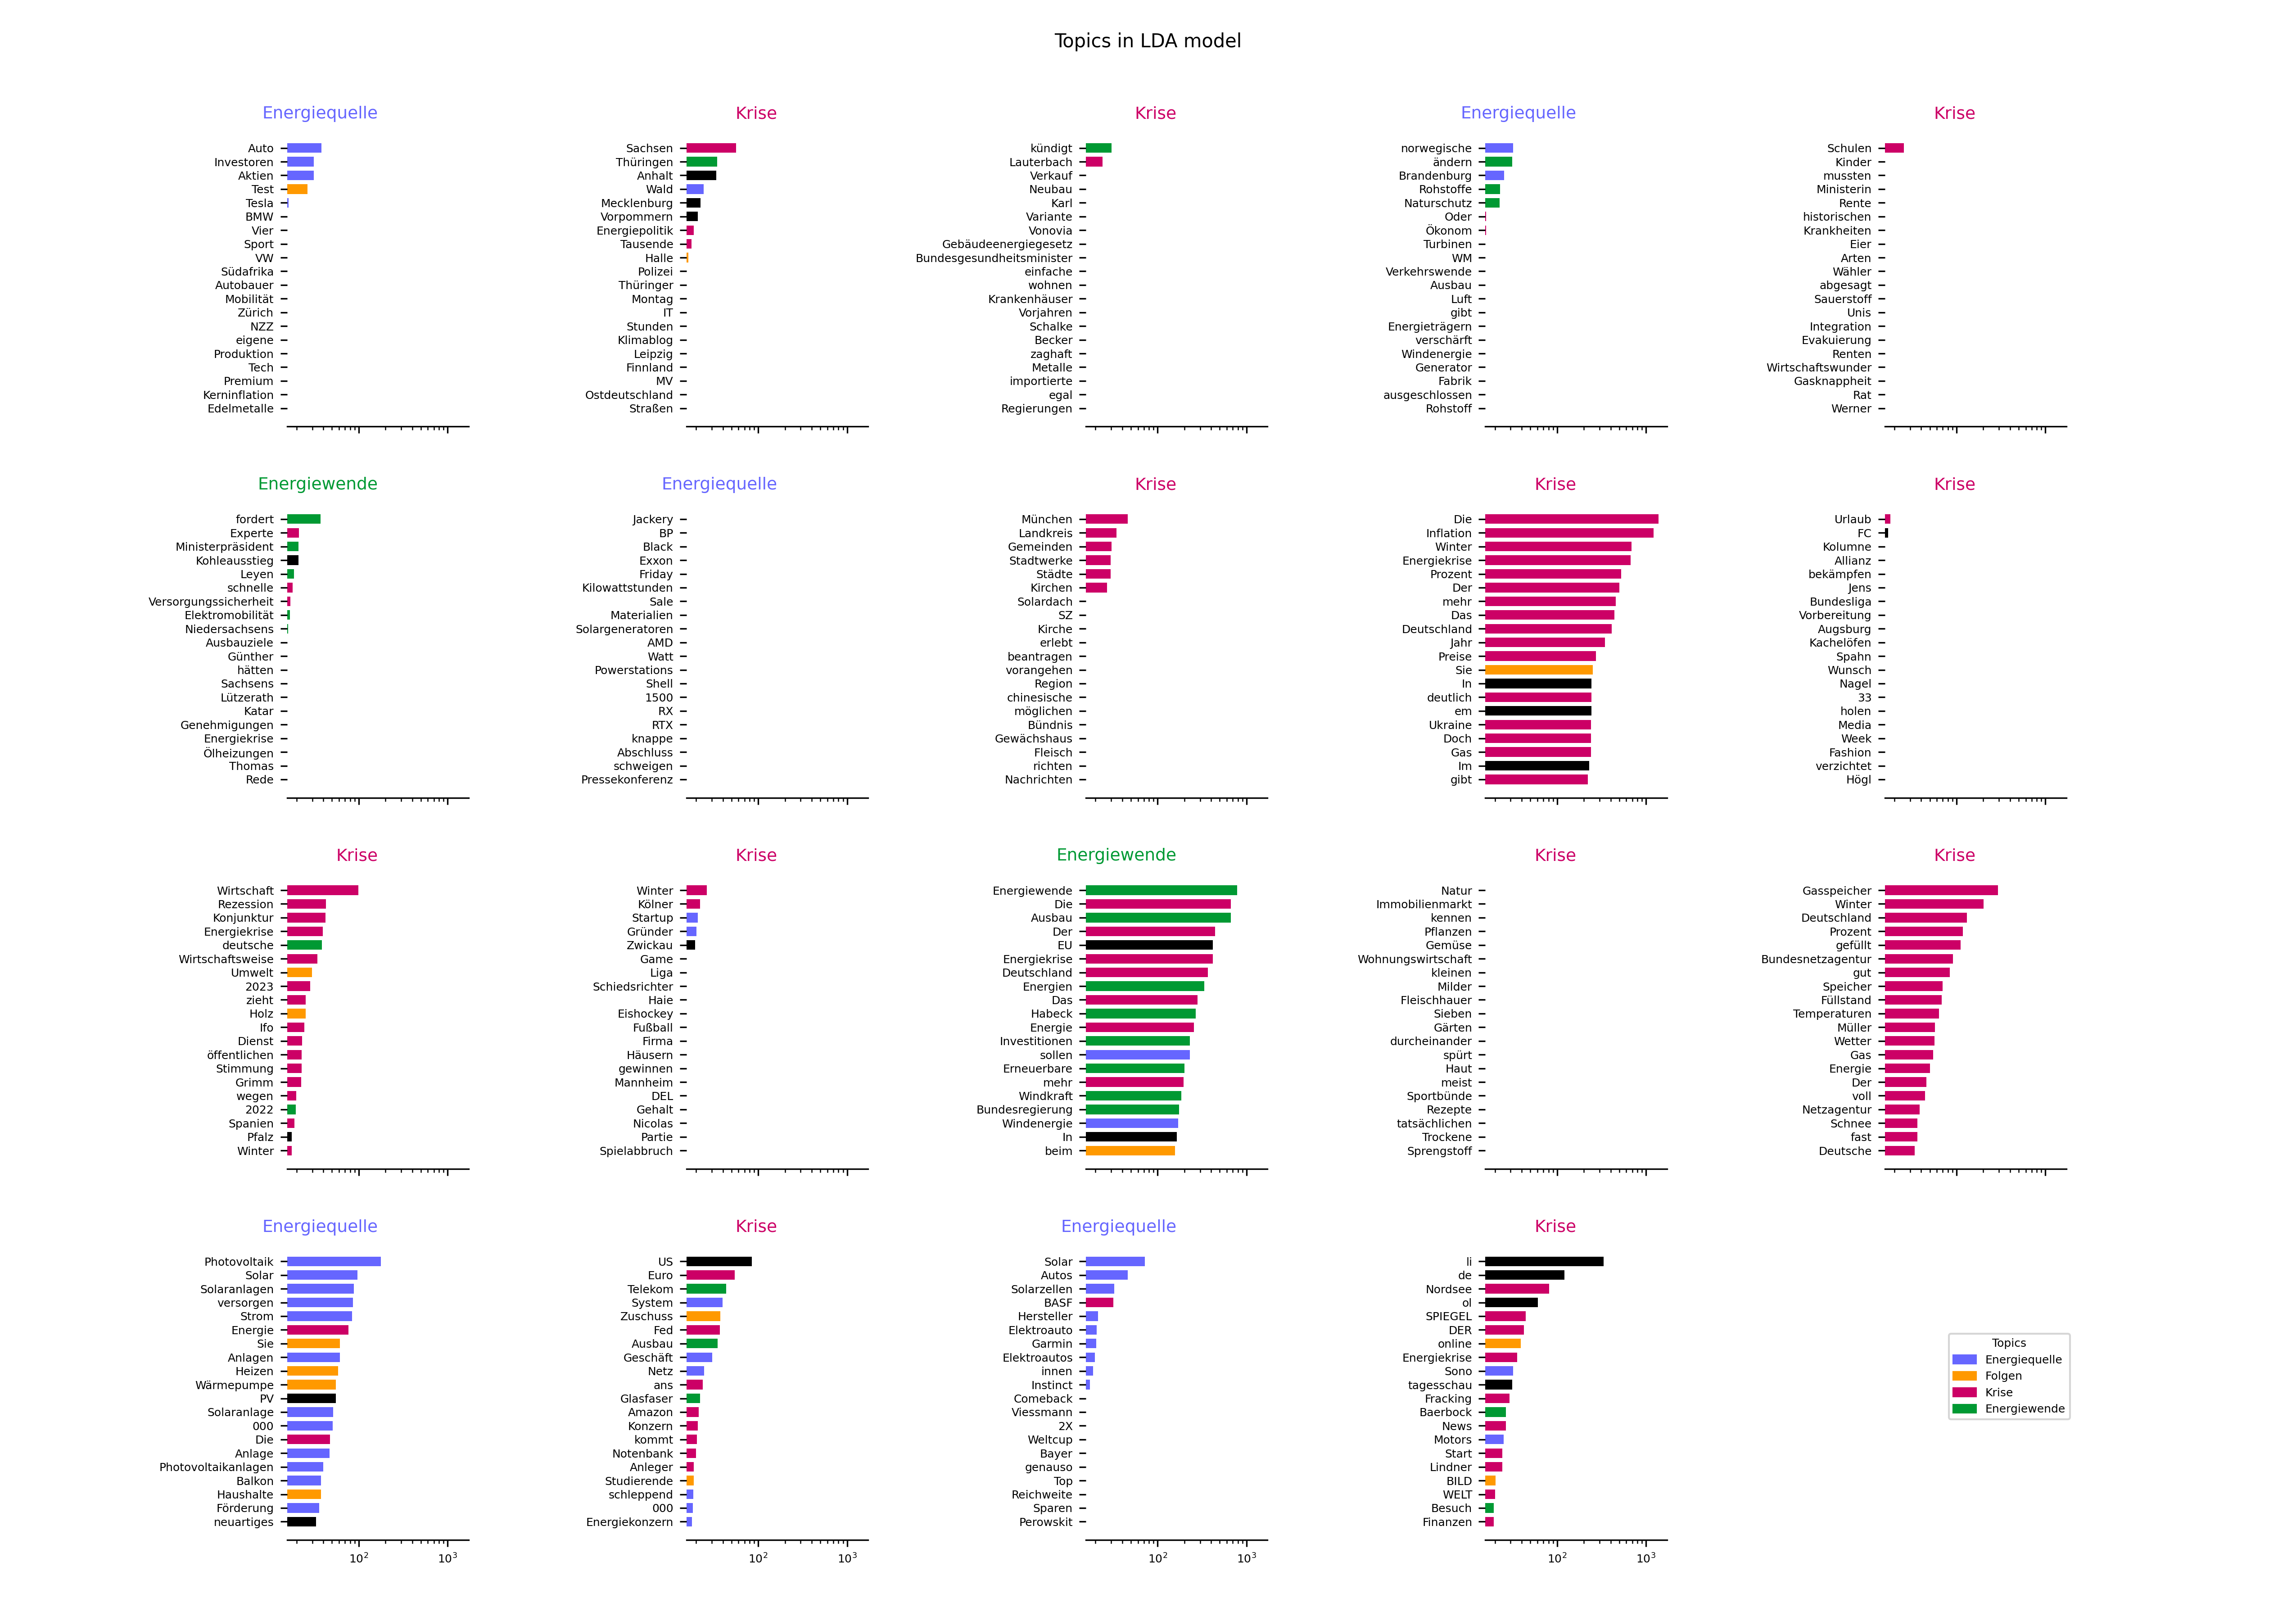 Topics in LDA model
Energiequelle
Auto
Investoren
Aktien
Test
Tesla
BMW
Vier
Sport
VW
Südafrika
Autobauer
Mobilität
Zürich
NZZ
eigene
Produktion
Tech
Premium
Kerninflation
Edelmetalle
Krise
Sachsen
Thüringen
Anhalt
Wald
Mecklenburg
Vorpommern
Energiepolitik
Tausende
Halle
Polizei
Thüringer
Montag
IT
Stunden
Klimablog
Leipzig
Finnland
MV
Ostdeutschland
Straßen
Krise
kündigt
Lauterbach
Verkauf
Neubau
Karl
Variante
Vonovia
Gebäudeenergiegesetz
Bundesgesundheitsminister
einfache
wohnen
Krankenhäuser
Vorjahren
Schalke
Becker
zaghaft
Metalle
importierte
egal
Regierungen
Energiequelle
norwegische
ändern
Brandenburg
Rohstoffe
Naturschutz
Oder
Ökonom
Turbinen
WM
Verkehrswende
Ausbau
Luft
gibt
Energieträgern
verschärft
Windenergie
Generator
Fabrik
ausgeschlossen
Rohstoff
Krise
Schulen
Kinder
mussten
Ministerin
Rente
historischen
Krankheiten
Eier
Arten
Wähler
abgesagt
Sauerstoff
Unis
Integration
Evakuierung
Renten
Wirtschaftswunder
Gasknappheit
Rat
Werner
Energiewende
fordert
Experte
Ministerpräsident
Kohleausstieg
Leyen
schnelle
Versorgungssicherheit
Elektromobilität
Niedersachsens
Ausbauziele
Günther
hätten
Sachsens
Lützerath
Katar
Genehmigungen
Energiekrise
Ölheizungen
Thomas
Rede
Energiequelle
Jackery
BP
Black
Exxon
Friday
Kilowattstunden
Sale
Materialien
Solargeneratoren
AMD
Watt
Powerstations
Shell
1500
RX
RTX
knappe
Abschluss
schweigen
Pressekonferenz
Krise
München
Landkreis
Gemeinden
Stadtwerke
Städte
Kirchen
Solardach
SZ
Kirche
erlebt
beantragen
vorangehen
Region
chinesische
möglichen
Bündnis
Gewächshaus
Fleisch
richten
Nachrichten
Krise
Die
Inflation
Winter
Energiekrise
Prozent
Der
mehr
Das
Deutschland
Jahr
Preise
Sie
In
deutlich
em
Ukraine
Doch
Gas
Im
gibt
Krise
Urlaub
FC
Kolumne
Allianz
bekämpfen
Jens
Bundesliga
Vorbereitung
Augsburg
Kachelöfen
Spahn
Wunsch
Nagel
33
holen
Media
Week
Fashion
verzichtet
Högl
Krise
Wirtschaft
Rezession
Konjunktur
Energiekrise
deutsche
Wirtschaftsweise
Umwelt
2023
zieht
Holz
Ifo
Dienst
öffentlichen
Stimmung
Grimm
wegen
2022
Spanien
Pfalz
Winter
Krise
Winter
Kölner
Startup
Gründer
Zwickau
Game
Liga
Schiedsrichter
Haie
Eishockey
Fußball
Firma
Häusern
gewinnen
Mannheim
DEL
Gehalt
Nicolas
Partie
Spielabbruch
Energiewende
Energiewende
Die
Ausbau
Der
EU
Energiekrise
Deutschland
Energien
Das
Habeck
Energie
Investitionen
sollen
Erneuerbare
mehr
Windkraft
Bundesregierung
Windenergie
In
beim
Krise
Natur
Immobilienmarkt
kennen
Pflanzen
Gemüse
Wohnungswirtschaft
kleinen
Milder
Fleischhauer
Sieben
Gärten
durcheinander
spürt
Haut
meist
Sportbünde
Rezepte
tatsächlichen
Trockene
Sprengstoff
Krise
Gasspeicher
Winter
Deutschland
Prozent
gefüllt
Bundesnetzagentur
gut
Speicher
Füllstand
Temperaturen
Müller
Wetter
Gas
Energie
Der
voll
Netzagentur
Schnee
fast
Deutsche
Energiequelle
Photovoltaik
Solar
Solaranlagen
versorgen
Strom
Energie
Sie
Anlagen
Heizen
Wärmepumpe
PV
Solaranlage
000
Die
Anlage
Photovoltaikanlagen
Balkon
Haushalte
Förderung
neuartiges
10² 10³
Krise
US
Euro
Telekom
System
Zuschuss
Fed
Ausbau
Geschäft
Netz
ans
Glasfaser
Amazon
Konzern
kommt
Notenbank
Anleger
Studierende
schleppend
000
Energiekonzern
10² 10³
Energiequelle
Solar
Autos
Solarzellen
BASF
Hersteller
Elektroauto
Garmin
Elektroautos
innen
Instinct
Comeback
Viessmann
2X
Weltcup
Bayer
genauso
Top
Reichweite
Sparen
Perowskit
10² 10³
Krise
li
de
Nordsee
ol
SPIEGEL
DER
online
Energiekrise
Sono
tagesschau
Fracking
Baerbock
News
Motors
Start
Lindner
BILD
WELT
Besuch
Finanzen
10² 10³
Topics
Energiequelle
Folgen
Krise
Energiewende